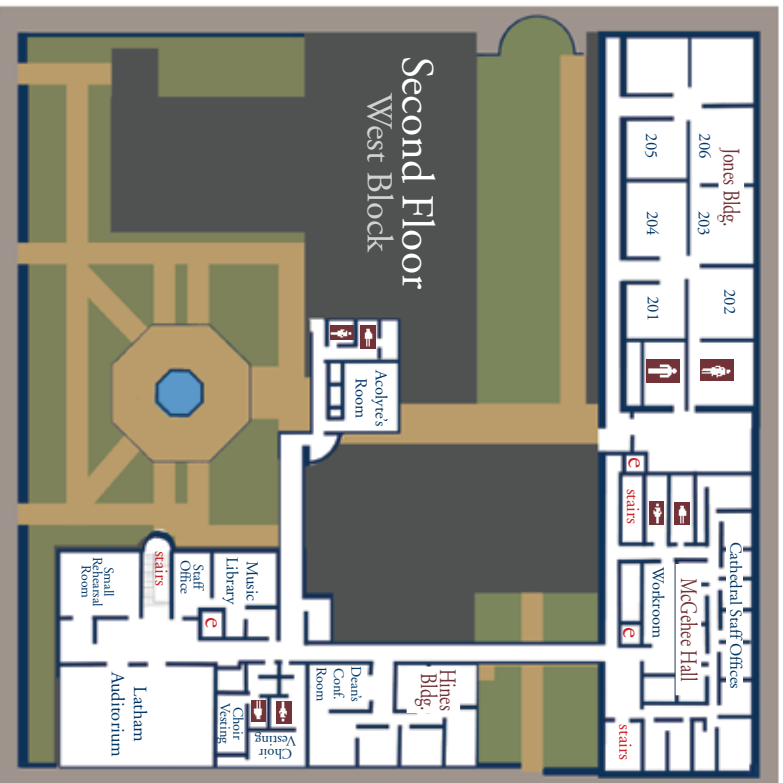 Second Floor
West Block
Jones Bldg.
206
205
203
204
202
201
Acolyte's
Room
e
stairs
Cathedral Staff Offices
McGehee Hall
Workroom
e
stairs
Music
Library
Staff
Office
e
stairs
Small
Rehearsal
Room
Hines
Bldg.
Dean's
Conf.
Room
Choir
Vesting
Choir
Vesting
Latham
Auditorium